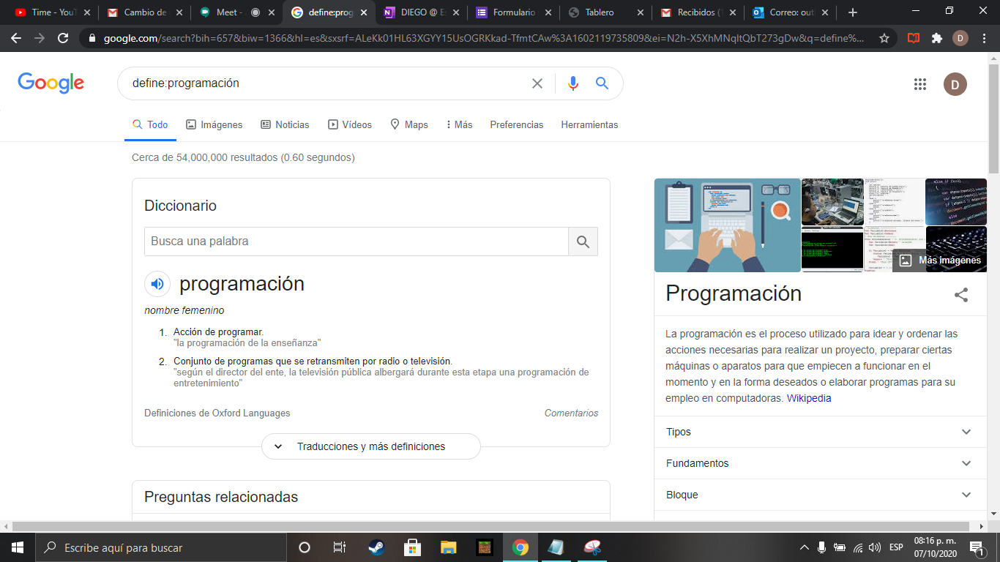 Time - YouT
Cambio de
Meet -
define:prog
DIEGO @ Es
Formulario
Tablero
Recibidos (1
Correo: out
google.com/search?bih=657&biw=1366&hl=es&sxsrf=ALeKk01HL63XGYY15UsOGRKkad-TfmtCAw%3A1602119735809&ei=N2h-X5XhMNqItQbT273gDw&q=define%...
D
Google
define:programación
D
Todo
Imágenes
Noticias
Vídeos
Maps
Más
Preferencias
Herramientas
Cerca de 54,000,000 resultados (0.60 segundos)
Diccionario
Busca una palabra
programación
nombre femenino
1. Acción de programar.
"la programación de la enseñanza"
2. Conjunto de programas que se retransmiten por radio o televisión.
"según el director del ente, la televisión pública albergará durante esta etapa una programación de
entretenimiento"
Definiciones de Oxford Languages
Comentarios
Traducciones y más definiciones
Preguntas relacionadas
Más imágenes
Programación
La programación es el proceso utilizado para idear y ordenar las
acciones necesarias para realizar un proyecto, preparar ciertas
máquinas o aparatos para que empiecen a funcionar en el
momento y en la forma deseados o elaborar programas para su
empleo en computadoras. Wikipedia
Tipos
Fundamentos
Bloque
Escribe aquí para buscar
ESP
08:16 p. m.
07/10/2020
1